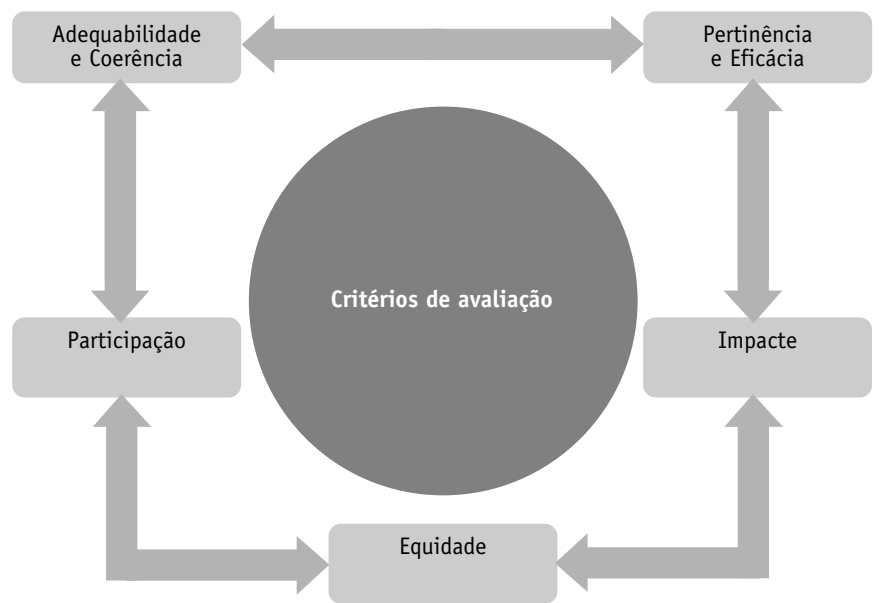 Adequabilidade
e Coerência
Pertinência
e Eficácia
Critérios de avaliação
Participação
Impacte
Equidade